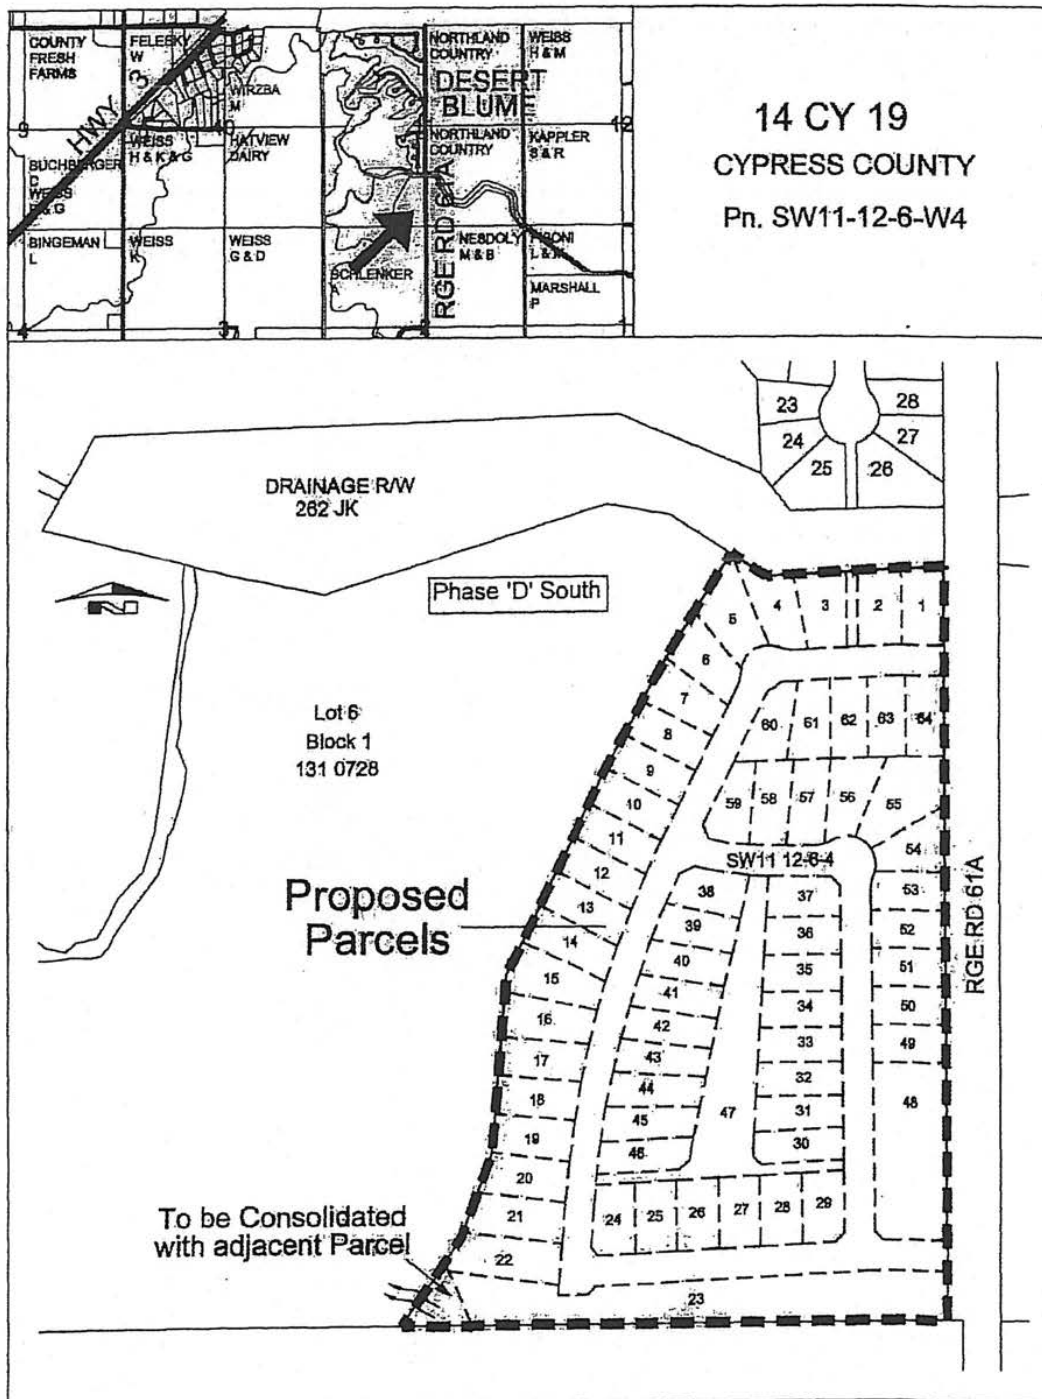 COUNTY
FRESH
FARMS
FELESKY
W
HWY 3
WIRZBA
M
NORTHLAND
COUNTRY
WEISS
H & M
DESERT
BLUME
9
10
12
WEISS
H & K & G
HATVIEW
DAIRY
NORTHLAND
COUNTRY
KAPPLER
S & R
BUCHBERGER
C
WEISS
& G
BINGEMAN
L
WEISS
K
WEISS
G & D
SCHLENKER
A
RGE RD 61A
NESDOLY
M & B
MARSHALL
P
4
3
2
1
14 CY 19
CYPRESS COUNTY
Pn. SW11-12-6-W4
23
24
25
26
27
28
DRAINAGE R/W
262 JK
Phase 'D' South
N
Lot 6
Block 1
131 0728
5
4
3
2
1
6
7
8
9
10
11
12
13
14
15
16
17
18
19
20
21
22
60
61
62
63
64
59
58
57
56
55
54
SW11 12-6-4
53
52
51
50
49
48
38
39
40
41
42
43
44
45
46
47
37
36
35
34
33
32
31
30
24
25
26
27
28
29
23
Proposed
Parcels
RGE RD 61A
To be Consolidated
with adjacent Parcel